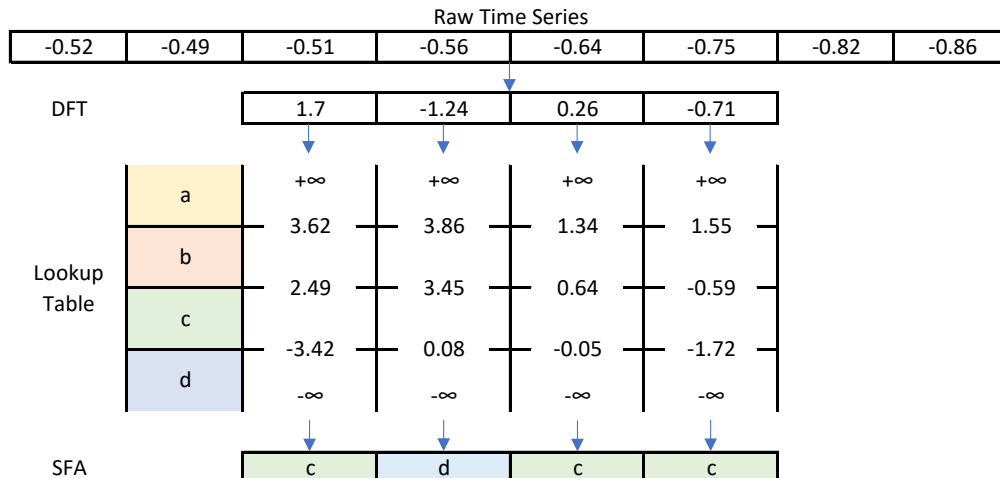 Raw Time Series
-0.52 -0.49 -0.51 -0.56 -0.64 -0.75 -0.82 -0.86
DFT 1.7 -1.24 0.26 -0.71
+∞ +∞ +∞ +∞
a
3.62 3.86 1.34 1.55
b
Lookup Table
2.49 3.45 0.64 -0.59
c
-3.42 0.08 -0.05 -1.72
d
-∞ -∞ -∞ -∞
SFA c d c c